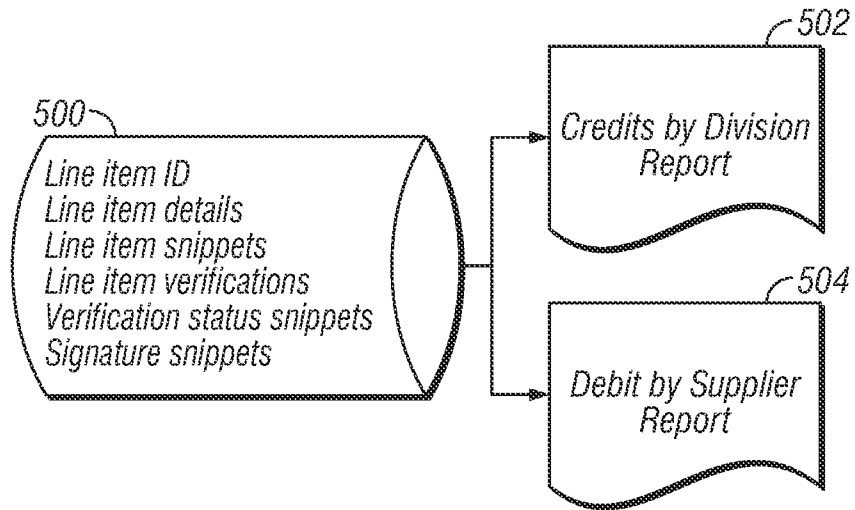 500
Line item ID
Line item details
Line item snippets
Line item verifications
Verification status snippets
Signature snippets
502
Credits by Division
Report
504
Debit by Supplier
Report